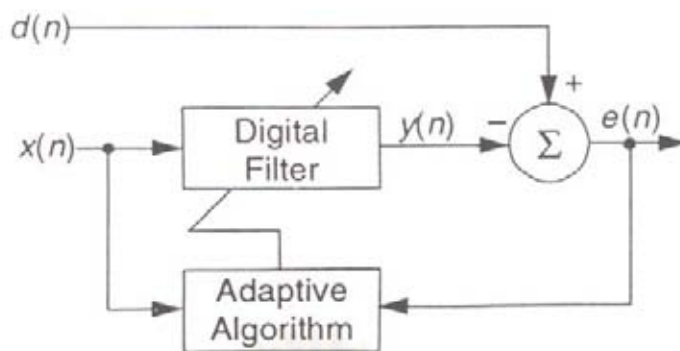 d(n)
+
Digital
Filter
y(n)
−
Σ
e(n)
x(n)
Adaptive
Algorithm